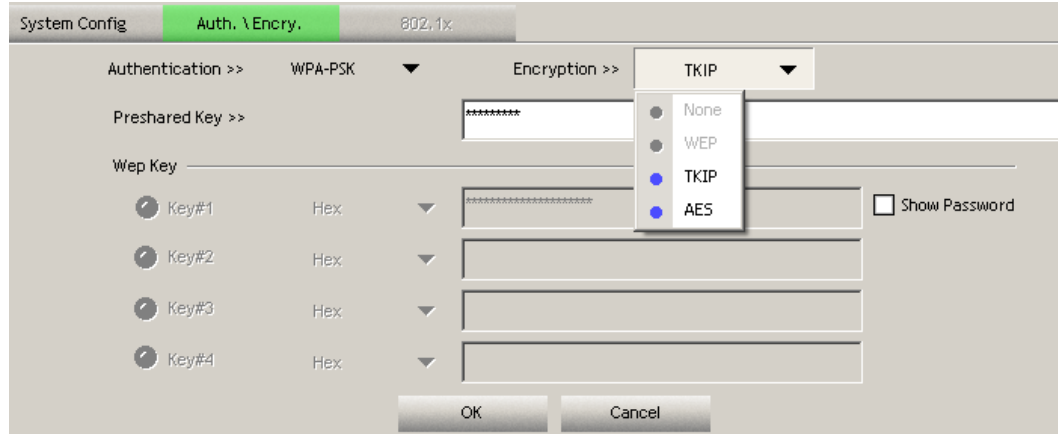 System Config Auth. \ Encry. 802.1x
Authentication >> WPA-PSK Encryption >> TKIP
None
Preshared Key >> *********
WEP
Wep Key
TKIP
AES
Key#1 Hex ********************* Show Password
Key#2 Hex
Key#3 Hex
Key#4 Hex
OK Cancel